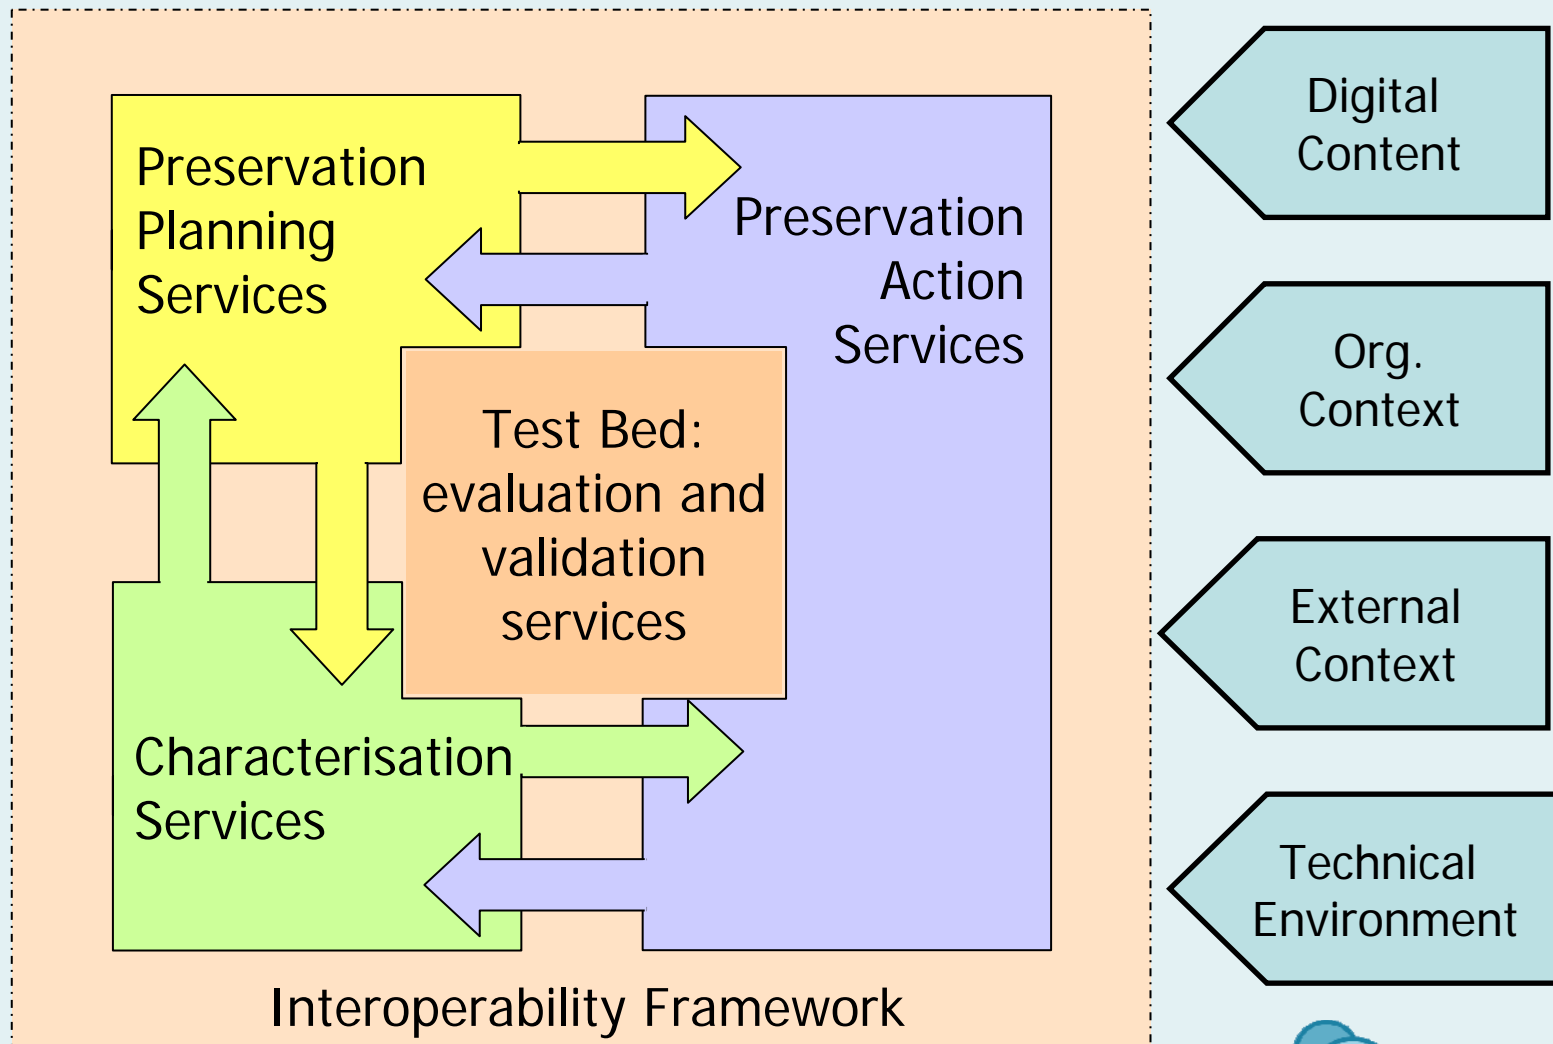 Preservation
Planning
Services
Preservation
Action
Services
Test Bed:
evaluation and
validation
services
Characterisation
Services
Interoperability Framework
Digital
Content
Org.
Context
External
Context
Technical
Environment